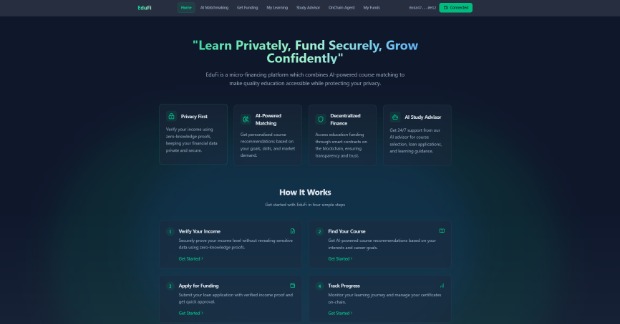 EduFi
Home AI Matchmaking Get Funding My Learning Study Advisor OnChain Agent My Funds Connected
"Learn Privately, Fund Securely, Grow
Confidently"
EduFi is a micro-financing platform which combines AI-powered course matching to
make quality education accessible while protecting your privacy.
Privacy First
Verify your income using
zero-knowledge proofs,
keeping your financial data
private and secure.
AI-Powered
Matching
Get personalized course
recommendations based on
your goals, skills, and market
demand.
Decentralized
Finance
Access education funding
through smart contracts on
the blockchain, ensuring
transparency and trust.
AI Study Advisor
Get 24/7 support from our
AI advisor for course
selection, loan applications,
and learning guidance.
How It Works
Get started with EduFi in four simple steps
1 Verify Your Income
Securely prove your income level without revealing sensitive
data using zero-knowledge proofs.
Get Started ›
2 Find Your Course
Get AI-powered course recommendations based on your
interests and career goals.
Get Started ›
3 Apply for Funding
Submit your loan application with verified income proof and
get quick approval.
Get Started ›
4 Track Progress
Monitor your learning journey and manage your certificates
on-chain.
Get Started ›